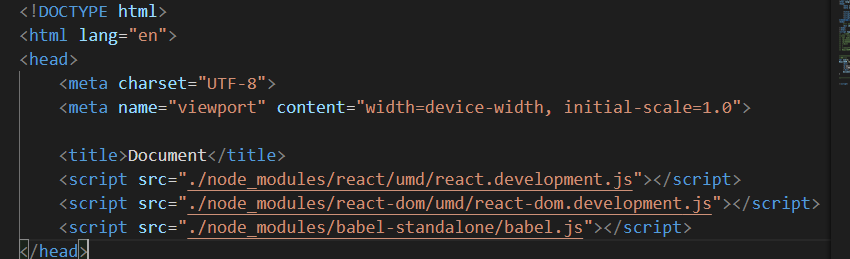 <!DOCTYPE html>
<html lang="en">
<head>
    <meta charset="UTF-8">
    <meta name="viewport" content="width=device-width, initial-scale=1.0">

    <title>Document</title>
    <script src="./node_modules/react/umd/react.development.js"></script>
    <script src="./node_modules/react-dom/umd/react-dom.development.js"></script>
    <script src="./node_modules/babel-standalone/babel.js"></script>
</head>